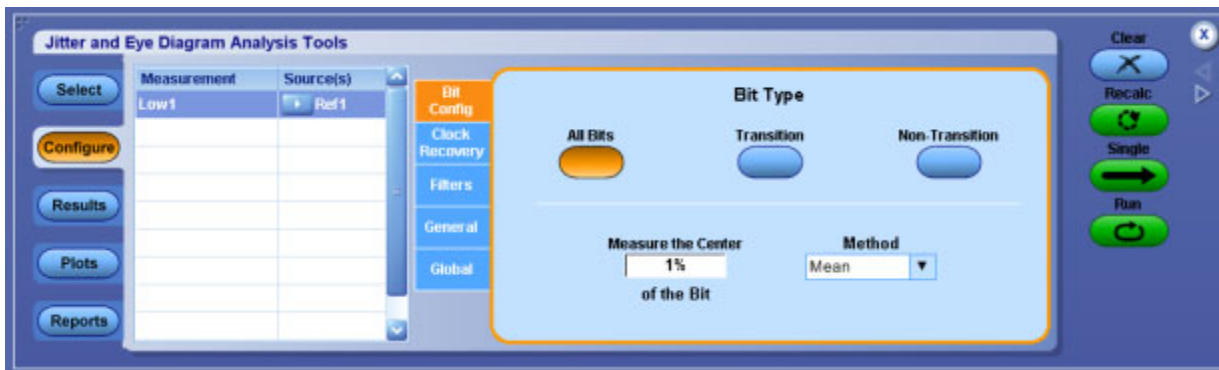 Jitter and Eye Diagram Analysis Tools
Select
Configure
Results
Plots
Reports
Measurement Source(s)
Low1 Ref1
Bit Config
Clock Recovery
Filters
General
Global
Bit Type
All Bits Transition Non-Transition
Measure the Center
1%
of the Bit
Method
Mean
Clear
Recalc
Single
Run
X